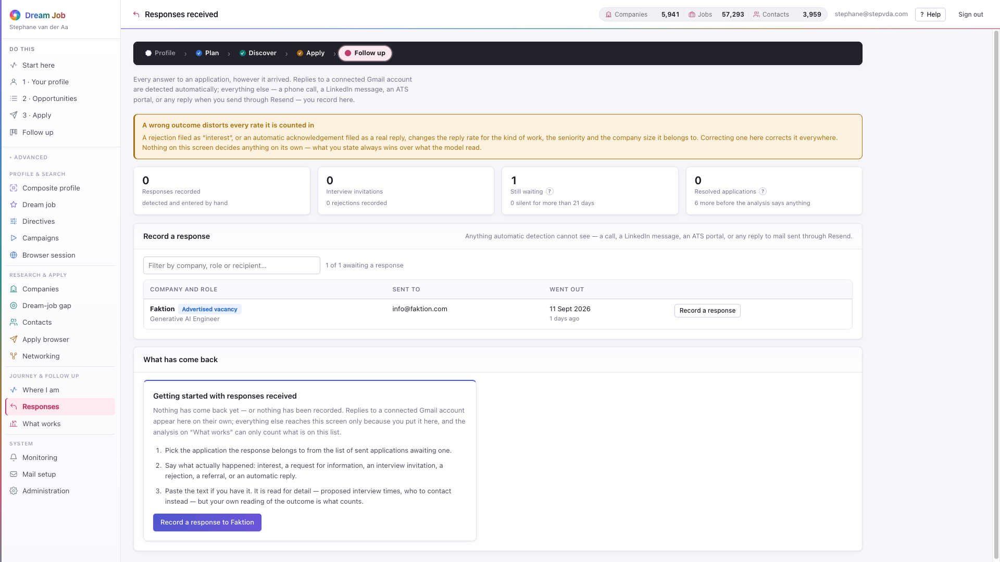 Dream Job
Stephane van der Aa
DO THIS
Start here
1 · Your profile
2 · Opportunities
3 · Apply
Follow up
ADVANCED
PROFILE & SEARCH
Composite profile
Dream job
Directives
Campaigns
Browser session
RESEARCH & APPLY
Companies
Dream-job gap
Contacts
Apply browser
Networking
JOURNEY & FOLLOW UP
Where I am
Responses
What works
SYSTEM
Monitoring
Mail setup
Administration
Responses received
Companies 5,941 Jobs 57,293 Contacts 3,959
stephane@stepvda.com
? Help
Sign out
Profile › Plan › Discover › Apply › Follow up
Every answer to an application, however it arrived. Replies to a connected Gmail account
are detected automatically; everything else — a phone call, a LinkedIn message, an ATS
portal, or any reply when you send through Resend — you record here.
A wrong outcome distorts every rate it is counted in
A rejection filed as “interest”, or an automatic acknowledgement filed as a real reply, changes the reply rate for the kind of work, the seniority and the company size it belongs to. Correcting one here corrects it everywhere.
Nothing on this screen decides anything on its own — what you state always wins over what the model read.
0
Responses recorded
detected and entered by hand
0
Interview invitations
0 rejections recorded
1
Still waiting ?
0 silent for more than 21 days
0
Resolved applications ?
6 more before the analysis says anything
Record a response
Anything automatic detection cannot see — a call, a LinkedIn message, an ATS portal, or any reply to mail sent through Resend.
Filter by company, role or recipient...
1 of 1 awaiting a response
COMPANY AND ROLE SENT TO WENT OUT
Faktion Advertised vacancy info@faktion.com 11 Sept 2026 Record a response
Generative AI Engineer 1 days ago
What has come back
Getting started with responses received
Nothing has come back yet — or nothing has been recorded. Replies to a connected Gmail account
appear here on their own; everything else reaches this screen only because you put it here, and the
analysis on “What works” can only count what is on this list.
1. Pick the application the response belongs to from the list of sent applications awaiting one.
2. Say what actually happened: interest, a request for information, an interview invitation, a
rejection, a referral, or an automatic reply.
3. Paste the text if you have it. It is read for detail — proposed interview times, who to contact
instead — but your own reading of the outcome is what counts.
Record a response to Faktion